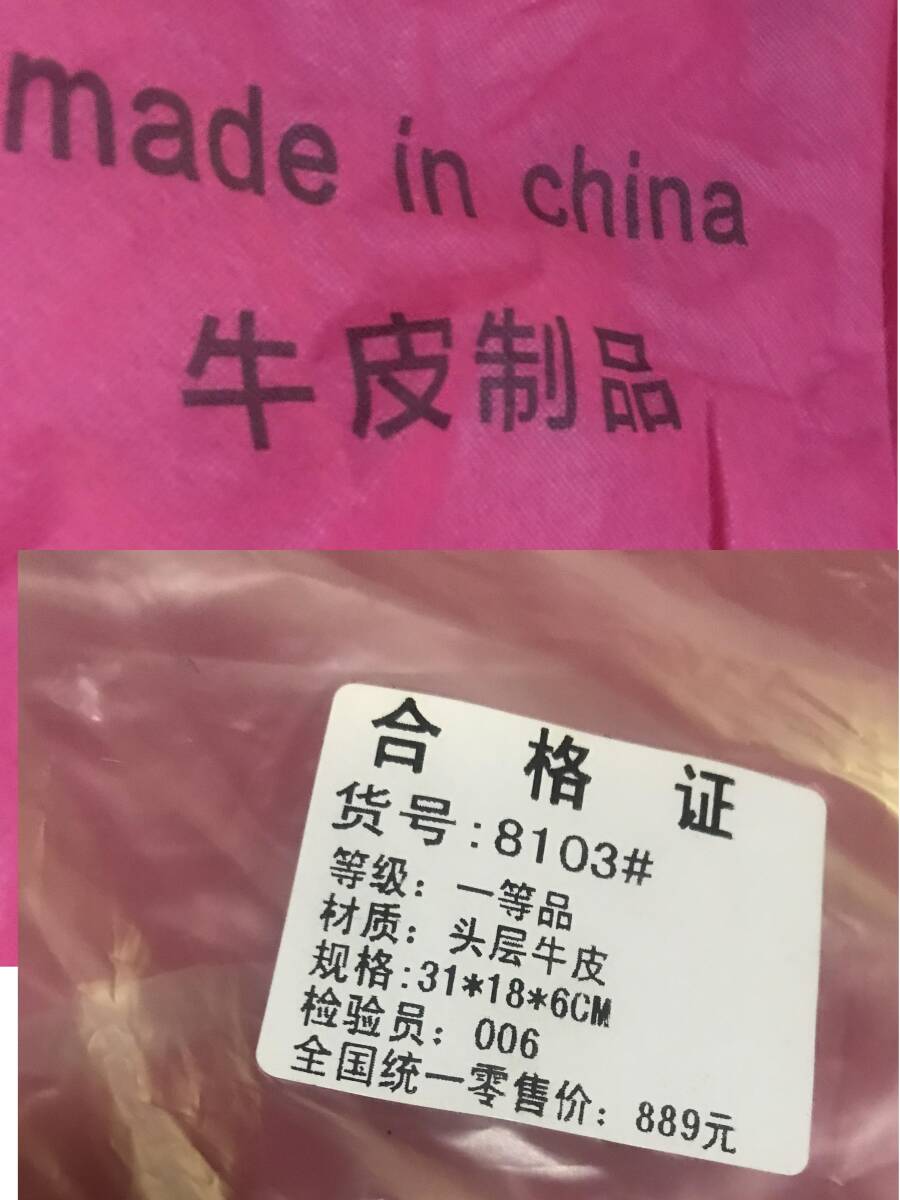 made in china
牛皮制品
合格证
货号:8103#
等级：一等品
材质：头层牛皮
规格:31*18*6CM
检验员：006
全国统一零售价：889元